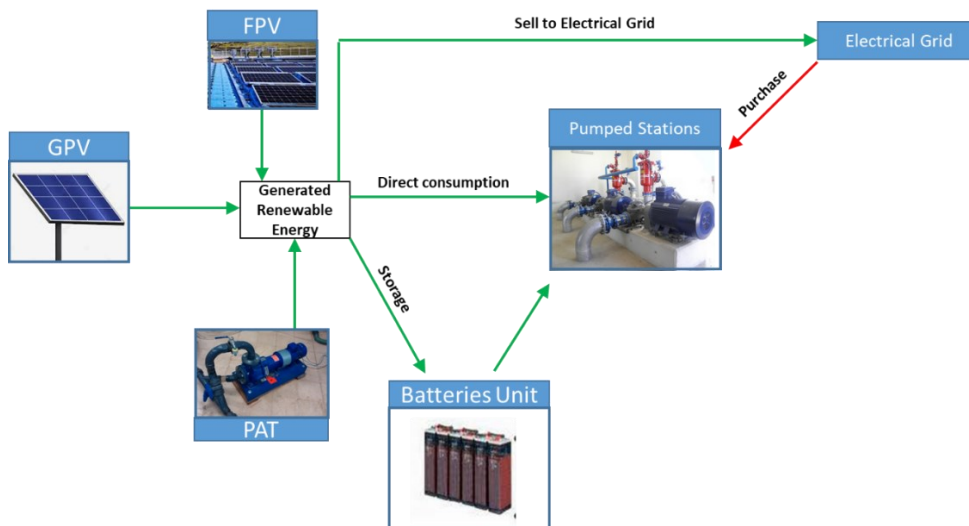 FPV
Sell to Electrical Grid
Electrical Grid
Purchase
Pumped Stations
GPV
Generated
Renewable
Energy
Direct consumption
Storage
PAT
Batteries Unit